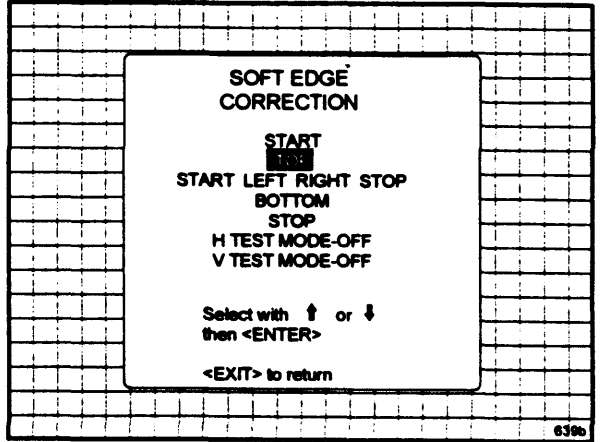 SOFT EDGE
CORRECTION
START
TOP
START LEFT RIGHT STOP
BOTTOM
STOP
H TEST MODE-OFF
V TEST MODE-OFF
Select with ⬆ or ⬇
then <ENTER>
<EXIT> to return
639b